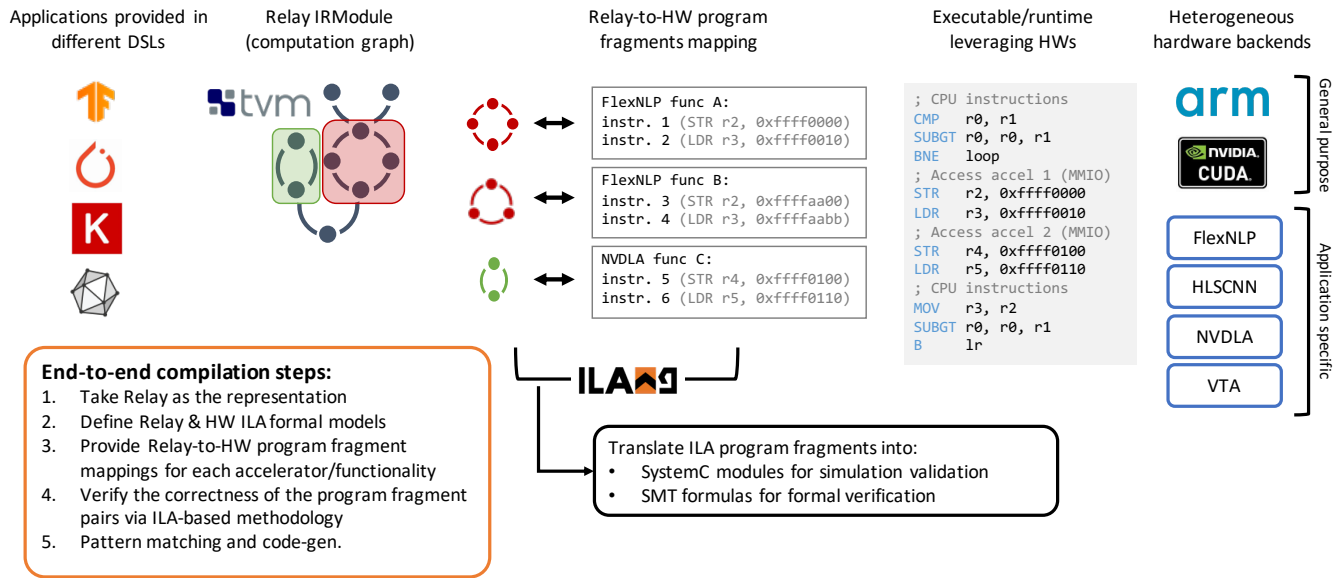 Applications provided in
different DSLs
Relay IRModule
(computation graph)
Relay-to-HW program
fragments mapping
Executable/runtime
leveraging HWs
Heterogeneous
hardware backends
tvm
K
FlexNLP func A:
instr. 1 (STR r2, 0xffff0000)
instr. 2 (LDR r3, 0xffff0010)
FlexNLP func B:
instr. 3 (STR r2, 0xffffaa00)
instr. 4 (LDR r3, 0xffffaabb)
NVDLA func C:
instr. 5 (STR r4, 0xffff0100)
instr. 6 (LDR r5, 0xffff0110)
; CPU instructions
CMP r0, r1
SUBGT r0, r0, r1
BNE loop
; Access accel 1 (MMIO)
STR r2, 0xffff0000
LDR r3, 0xffff0010
; Access accel 2 (MMIO)
STR r4, 0xffff0100
LDR r5, 0xffff0110
; CPU instructions
MOV r3, r2
SUBGT r0, r0, r1
B lr
arm
NVIDIA.
CUDA.
General purpose
FlexNLP
HLSCNN
NVDLA
VTA
Application specific
ILAng
End-to-end compilation steps:
1. Take Relay as the representation
2. Define Relay & HW ILA formal models
3. Provide Relay-to-HW program fragment
mappings for each accelerator/functionality
4. Verify the correctness of the program fragment
pairs via ILA-based methodology
5. Pattern matching and code-gen.
Translate ILA program fragments into:
• SystemC modules for simulation validation
• SMT formulas for formal verification